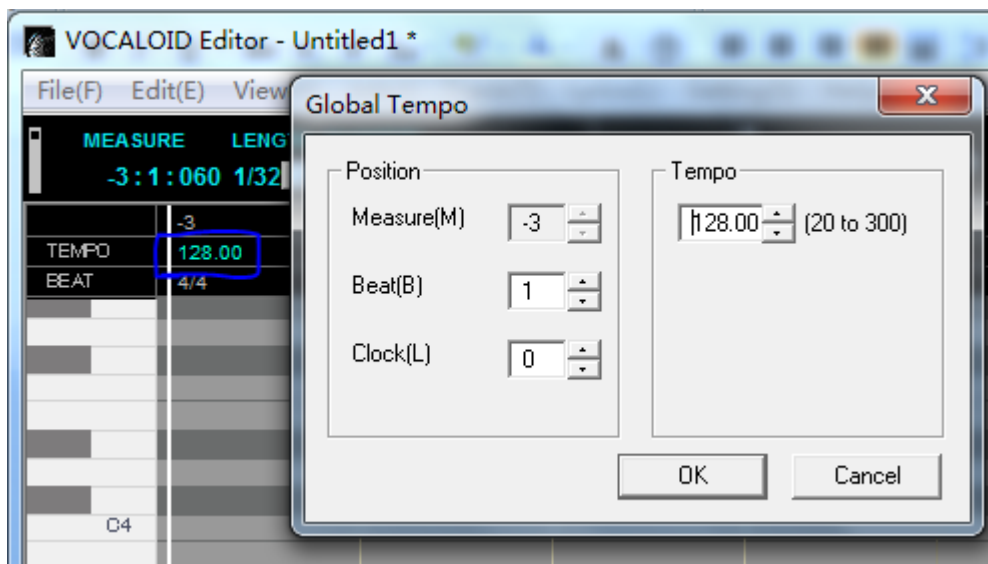 VOCALOID Editor - Untitled1 *
File(F) Edit(E) View
MEASURE LENG
-3 : 1 : 060 1/32
-3
TEMPO 128.00
BEAT 4/4
C4
Global Tempo
Position
Measure(M) -3
Beat(B) 1
Clock(L) 0
Tempo
128.00 (20 to 300)
OK Cancel